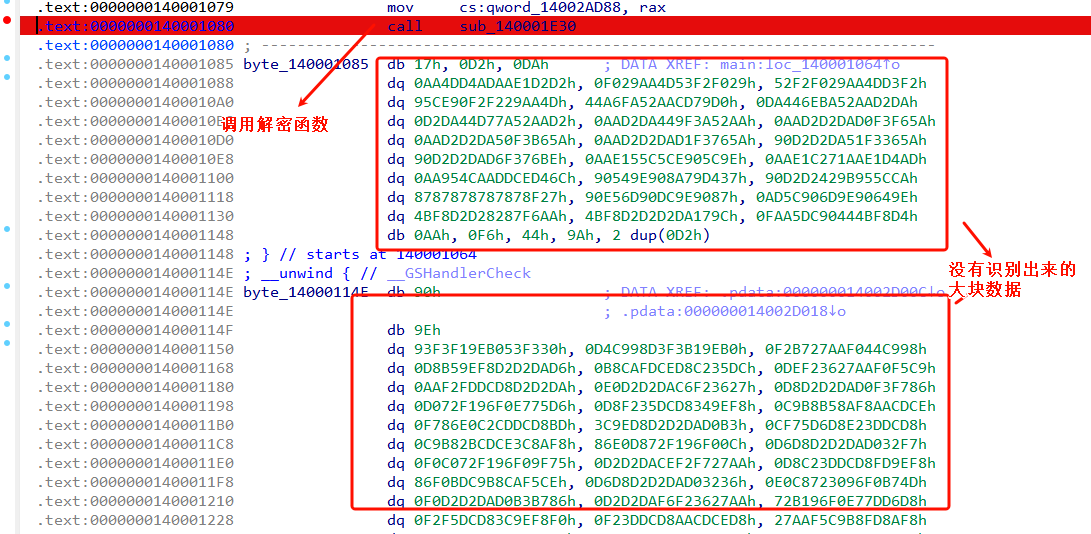 .text:0000000140001079 mov cs:qword_14002AD88, rax
.text:0000000140001080 call sub_140001E30
.text:0000000140001080 ; ---------------------------------------------------------------------------
.text:0000000140001085 byte_140001085 db 17h, 0D2h, 0DAh ; DATA XREF: main:loc_140001064↑o
.text:0000000140001088 dq 0AA4DD4ADAAE1D2D2h, 0F029AA4D53F2F029h, 52F2F029AA4DD3F2h
.text:00000001400010A0 dq 95CE90F2F229AA4Dh, 44A6FA52AACD79D0h, 0DA446EBA52AAD2DAh
调用解密函数 dq 0D2DA44D77A52AAD2h, 0AAD2DA449F3A52AAh, 0AAD2D2DAD0F3F65Ah
.text:00000001400010D0 dq 0AAD2D2DA50F3B65Ah, 0AAD2D2DAD1F3765Ah, 90D2D2DA51F3365Ah
.text:00000001400010E8 dq 90D2D2DAD6F376BEh, 0AAE155C5CE905C9Eh, 0AAE1C271AAE1D4ADh
.text:0000000140001100 dq 0AA954CAADDCED46Ch, 90549E908A79D437h, 90D2D2429B955CCAh
.text:0000000140001118 dq 8787878787878F27h, 90E56D90DC9E9087h, 0AD5C906D9E90649Eh
.text:0000000140001130 dq 4BF8D2D28287F6AAh, 4BF8D2D2D2DA179Ch, 0FAA5DC90444BF8D4h
.text:0000000140001148 db 0AAh, 0F6h, 44h, 9Ah, 2 dup(0D2h)
.text:0000000140001148 ; } // starts at 140001064
.text:000000014000114E ; __unwind { // __GSHandlerCheck
没有识别出来的
大块数据
.text:000000014000114E byte_14000114E db 90h ; DATA XREF: .pdata:000000014002D00C↓o
.text:000000014000114E ; .pdata:000000014002D018↓o
.text:000000014000114F db 9Eh
.text:0000000140001150 dq 93F3F19EB053F330h, 0D4C998D3F3B19EB0h, 0F2B727AAF044C998h
.text:0000000140001168 dq 0D8B59EF8D2D2DAD6h, 0B8CAFDCED8C235DCh, 0DEF23627AAF0F5C9h
.text:0000000140001180 dq 0AAF2FDDCD8D2D2DAh, 0E0D2D2DAC6F23627h, 0D8D2D2DAD0F3F786h
.text:0000000140001198 dq 0D072F196F0E775D6h, 0D8F235DCD8349EF8h, 0C9B8B58AF8AACDCEh
.text:00000001400011B0 dq 0F786E0C2CDDCD8BDh, 3C9ED8D2D2DAD0B3h, 0CF75D6D8E23DDCD8h
.text:00000001400011C8 dq 0C9B82BCDCE3C8AF8h, 86E0D872F196F00Ch, 0D6D8D2D2DAD032F7h
.text:00000001400011E0 dq 0F0C072F196F09F75h, 0D2D2DACEF2F727AAh, 0D8C23DDCD8FD9EF8h
.text:00000001400011F8 dq 86F0BDC9B8CAF5CEh, 0D6D8D2D2DAD03236h, 0E0C8723096F0B74Dh
.text:0000000140001210 dq 0F0D2D2DAD0B3B786h, 0D2D2DAF6F23627AAh, 72B196F0E77DD6D8h
.text:0000000140001228 dq 0F2F5DCD83C9EF8F0h, 0F23DDCD8AACDCED8h, 27AAF5C9B8FD8AF8h